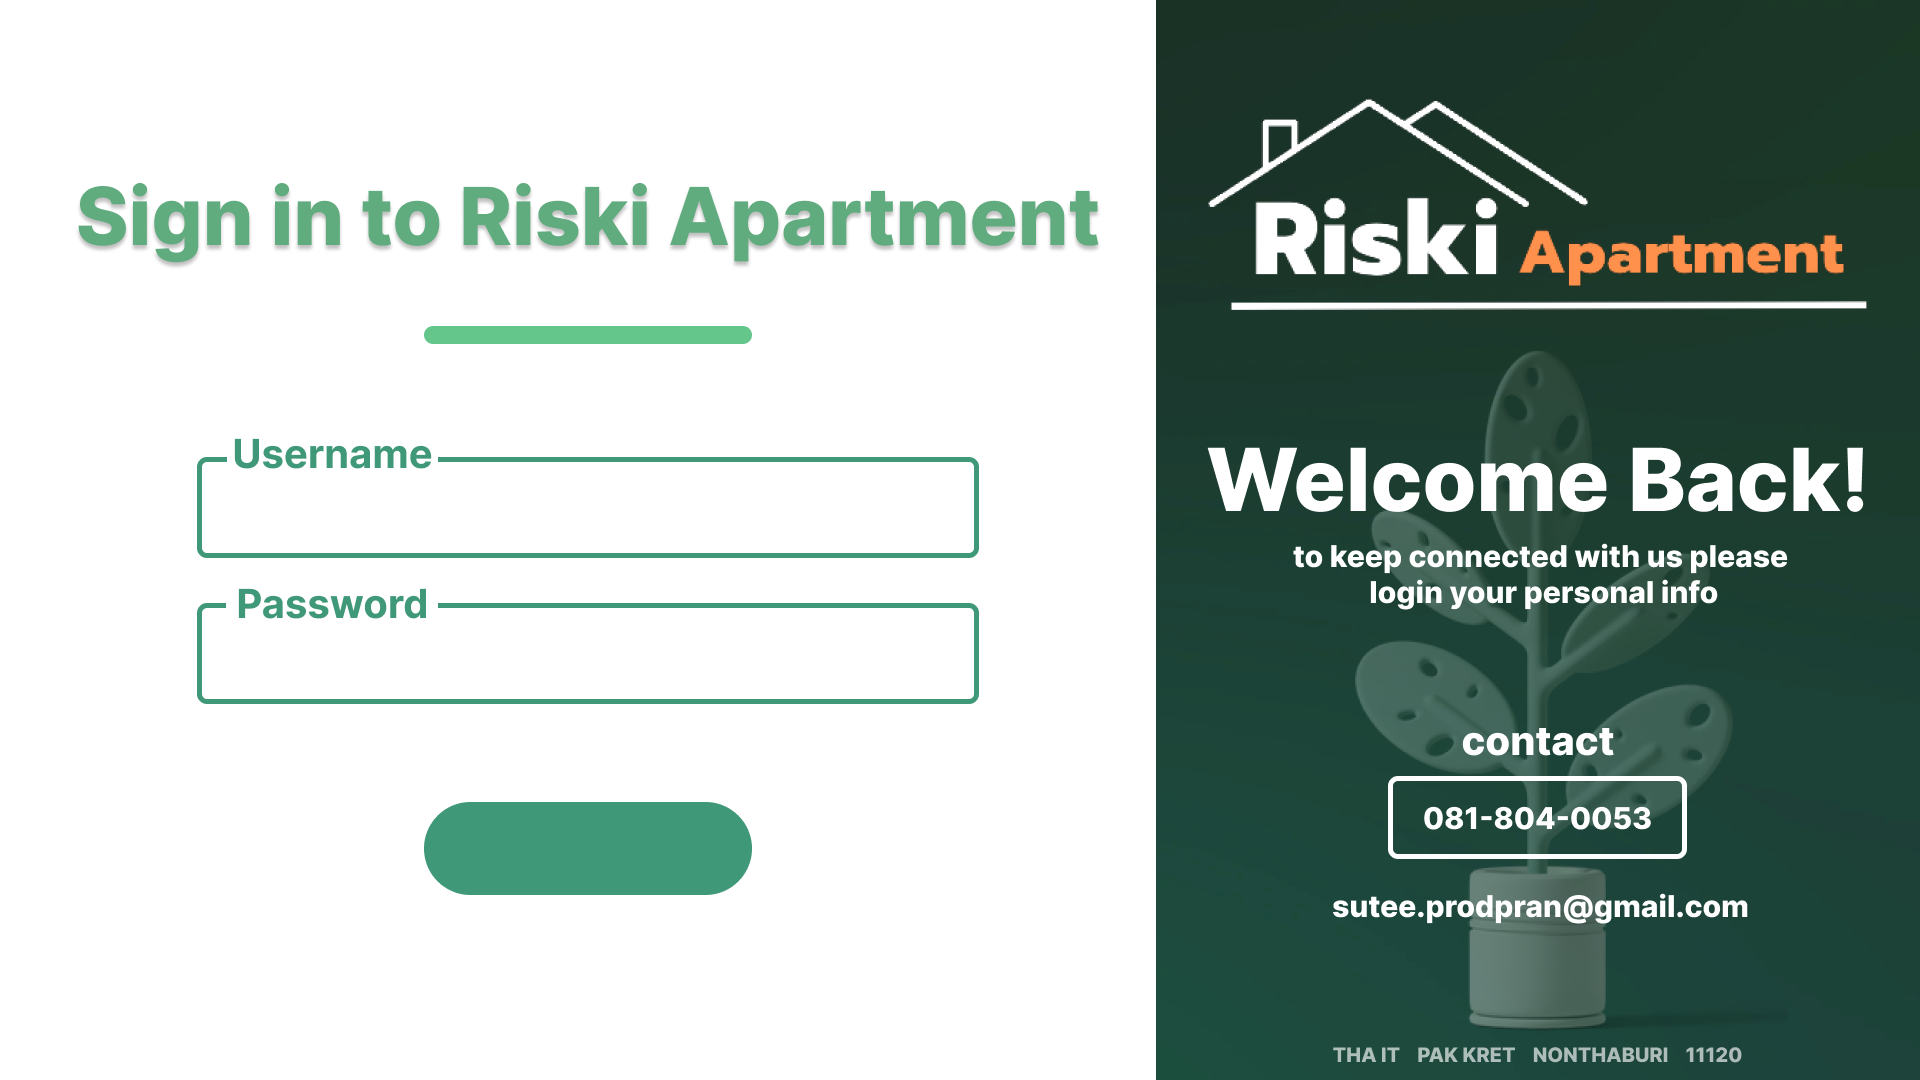 Sign in to Riski Apartment
Username
Password
Riski Apartment
Welcome Back!
to keep connected with us please
login your personal info
contact
081-804-0053
sutee.prodpran@gmail.com
THA IT PAK KRET NONTHABURI 11120